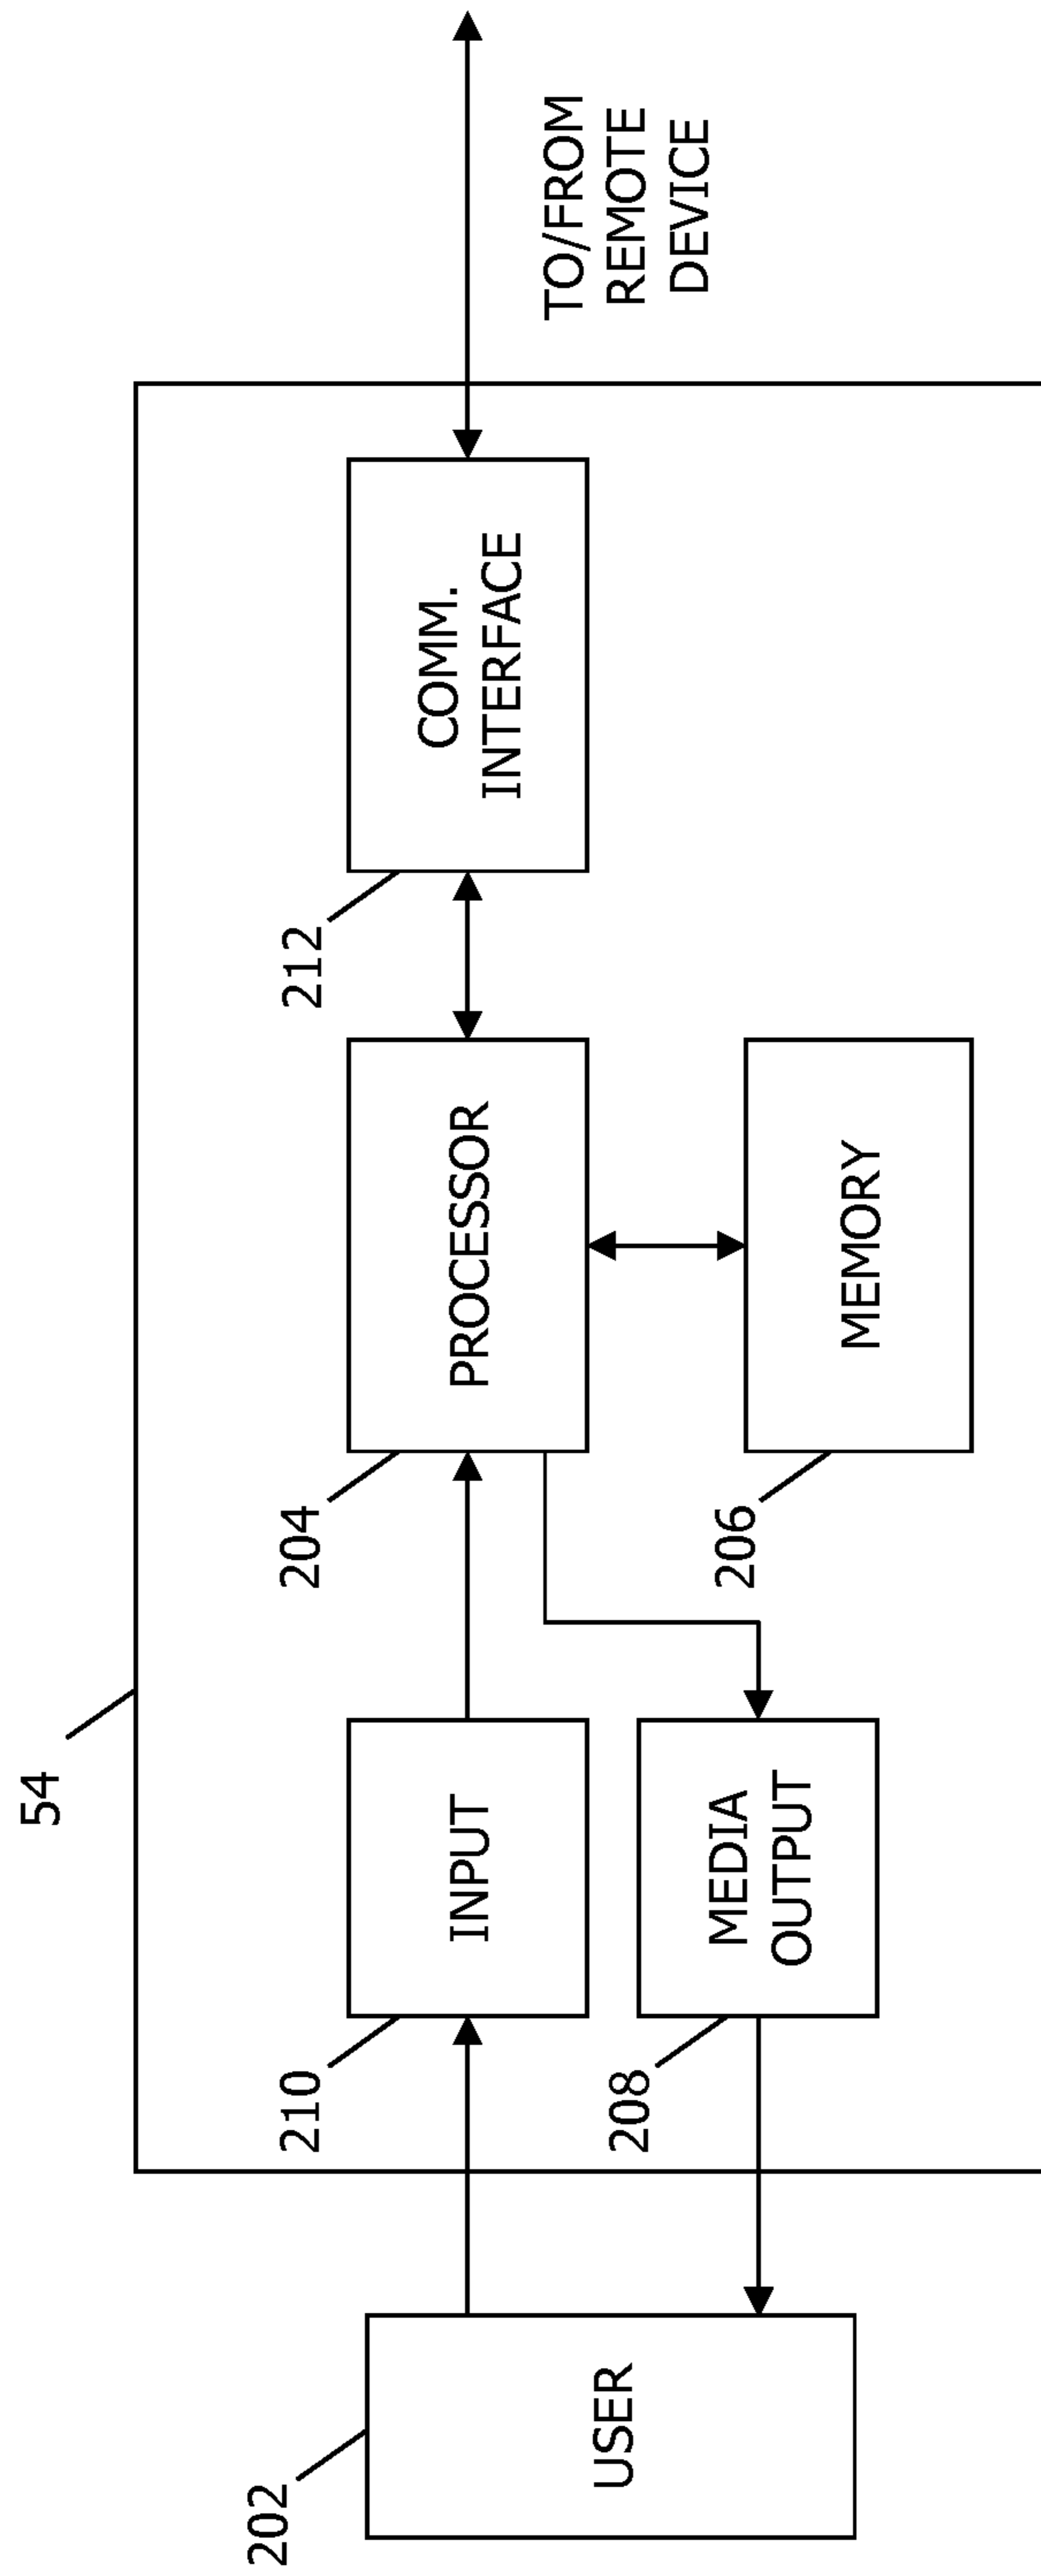 54
202
USER
210
INPUT
208
MEDIA
OUTPUT
204
PROCESSOR
206
MEMORY
212
COMM.
INTERFACE
TO/FROM
REMOTE
DEVICE